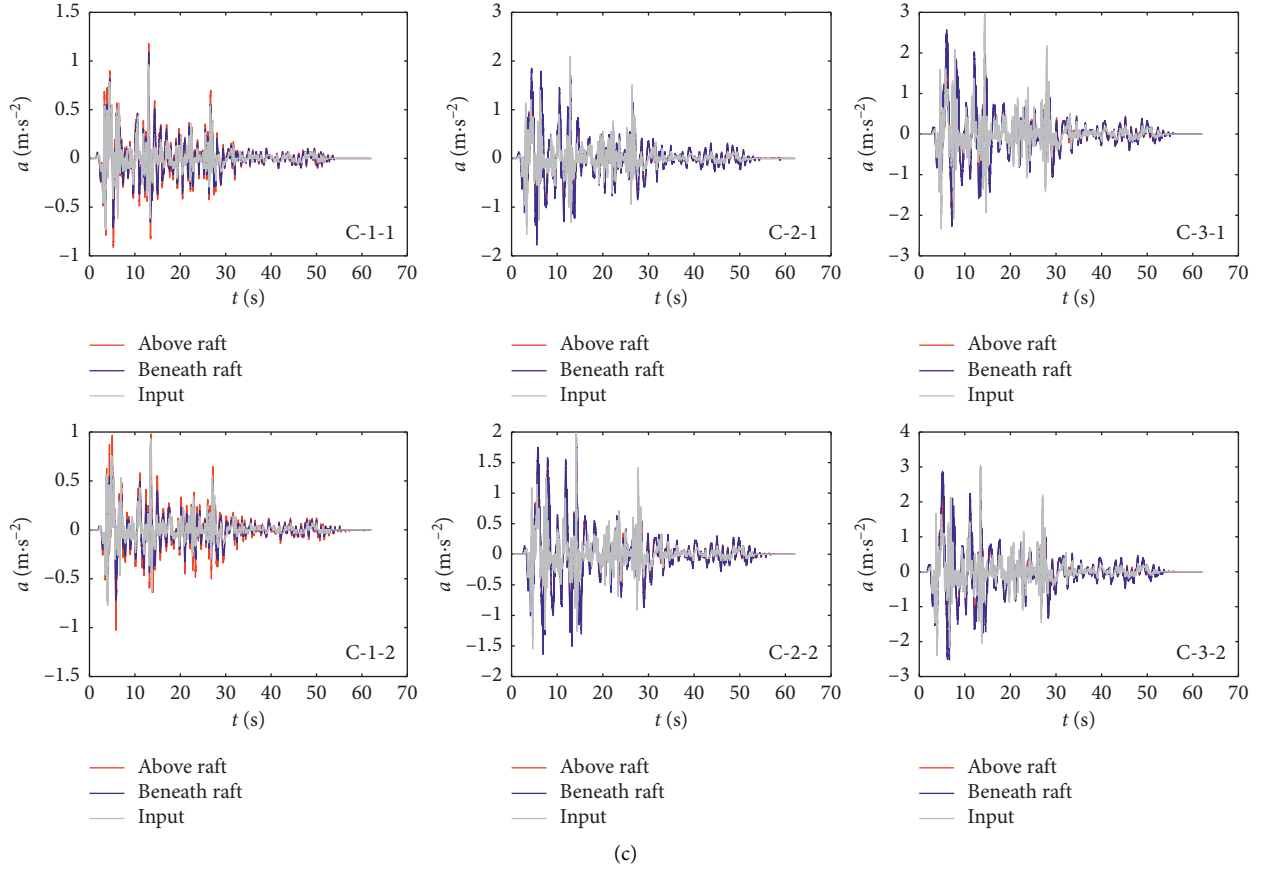 1.5
1
0.5
0
–0.5
–1
a (m·s⁻²)
0 10 20 30 40 50 60 70
t (s)
C-1-1
Above raft
Beneath raft
Input
3
2
1
0
–1
–2
a (m·s⁻²)
0 10 20 30 40 50 60 70
t (s)
C-2-1
Above raft
Beneath raft
Input
3
2
1
0
–1
–2
–3
a (m·s⁻²)
0 10 20 30 40 50 60 70
t (s)
C-3-1
Above raft
Beneath raft
Input
1
0.5
0
–0.5
–1
–1.5
a (m·s⁻²)
0 10 20 30 40 50 60 70
t (s)
C-1-2
Above raft
Beneath raft
Input
2
1.5
1
0.5
0
–0.5
–1
–1.5
–2
a (m·s⁻²)
0 10 20 30 40 50 60 70
t (s)
C-2-2
Above raft
Beneath raft
Input
4
3
2
1
0
–1
–2
–3
a (m·s⁻²)
0 10 20 30 40 50 60 70
t (s)
C-3-2
Above raft
Beneath raft
Input
(c)